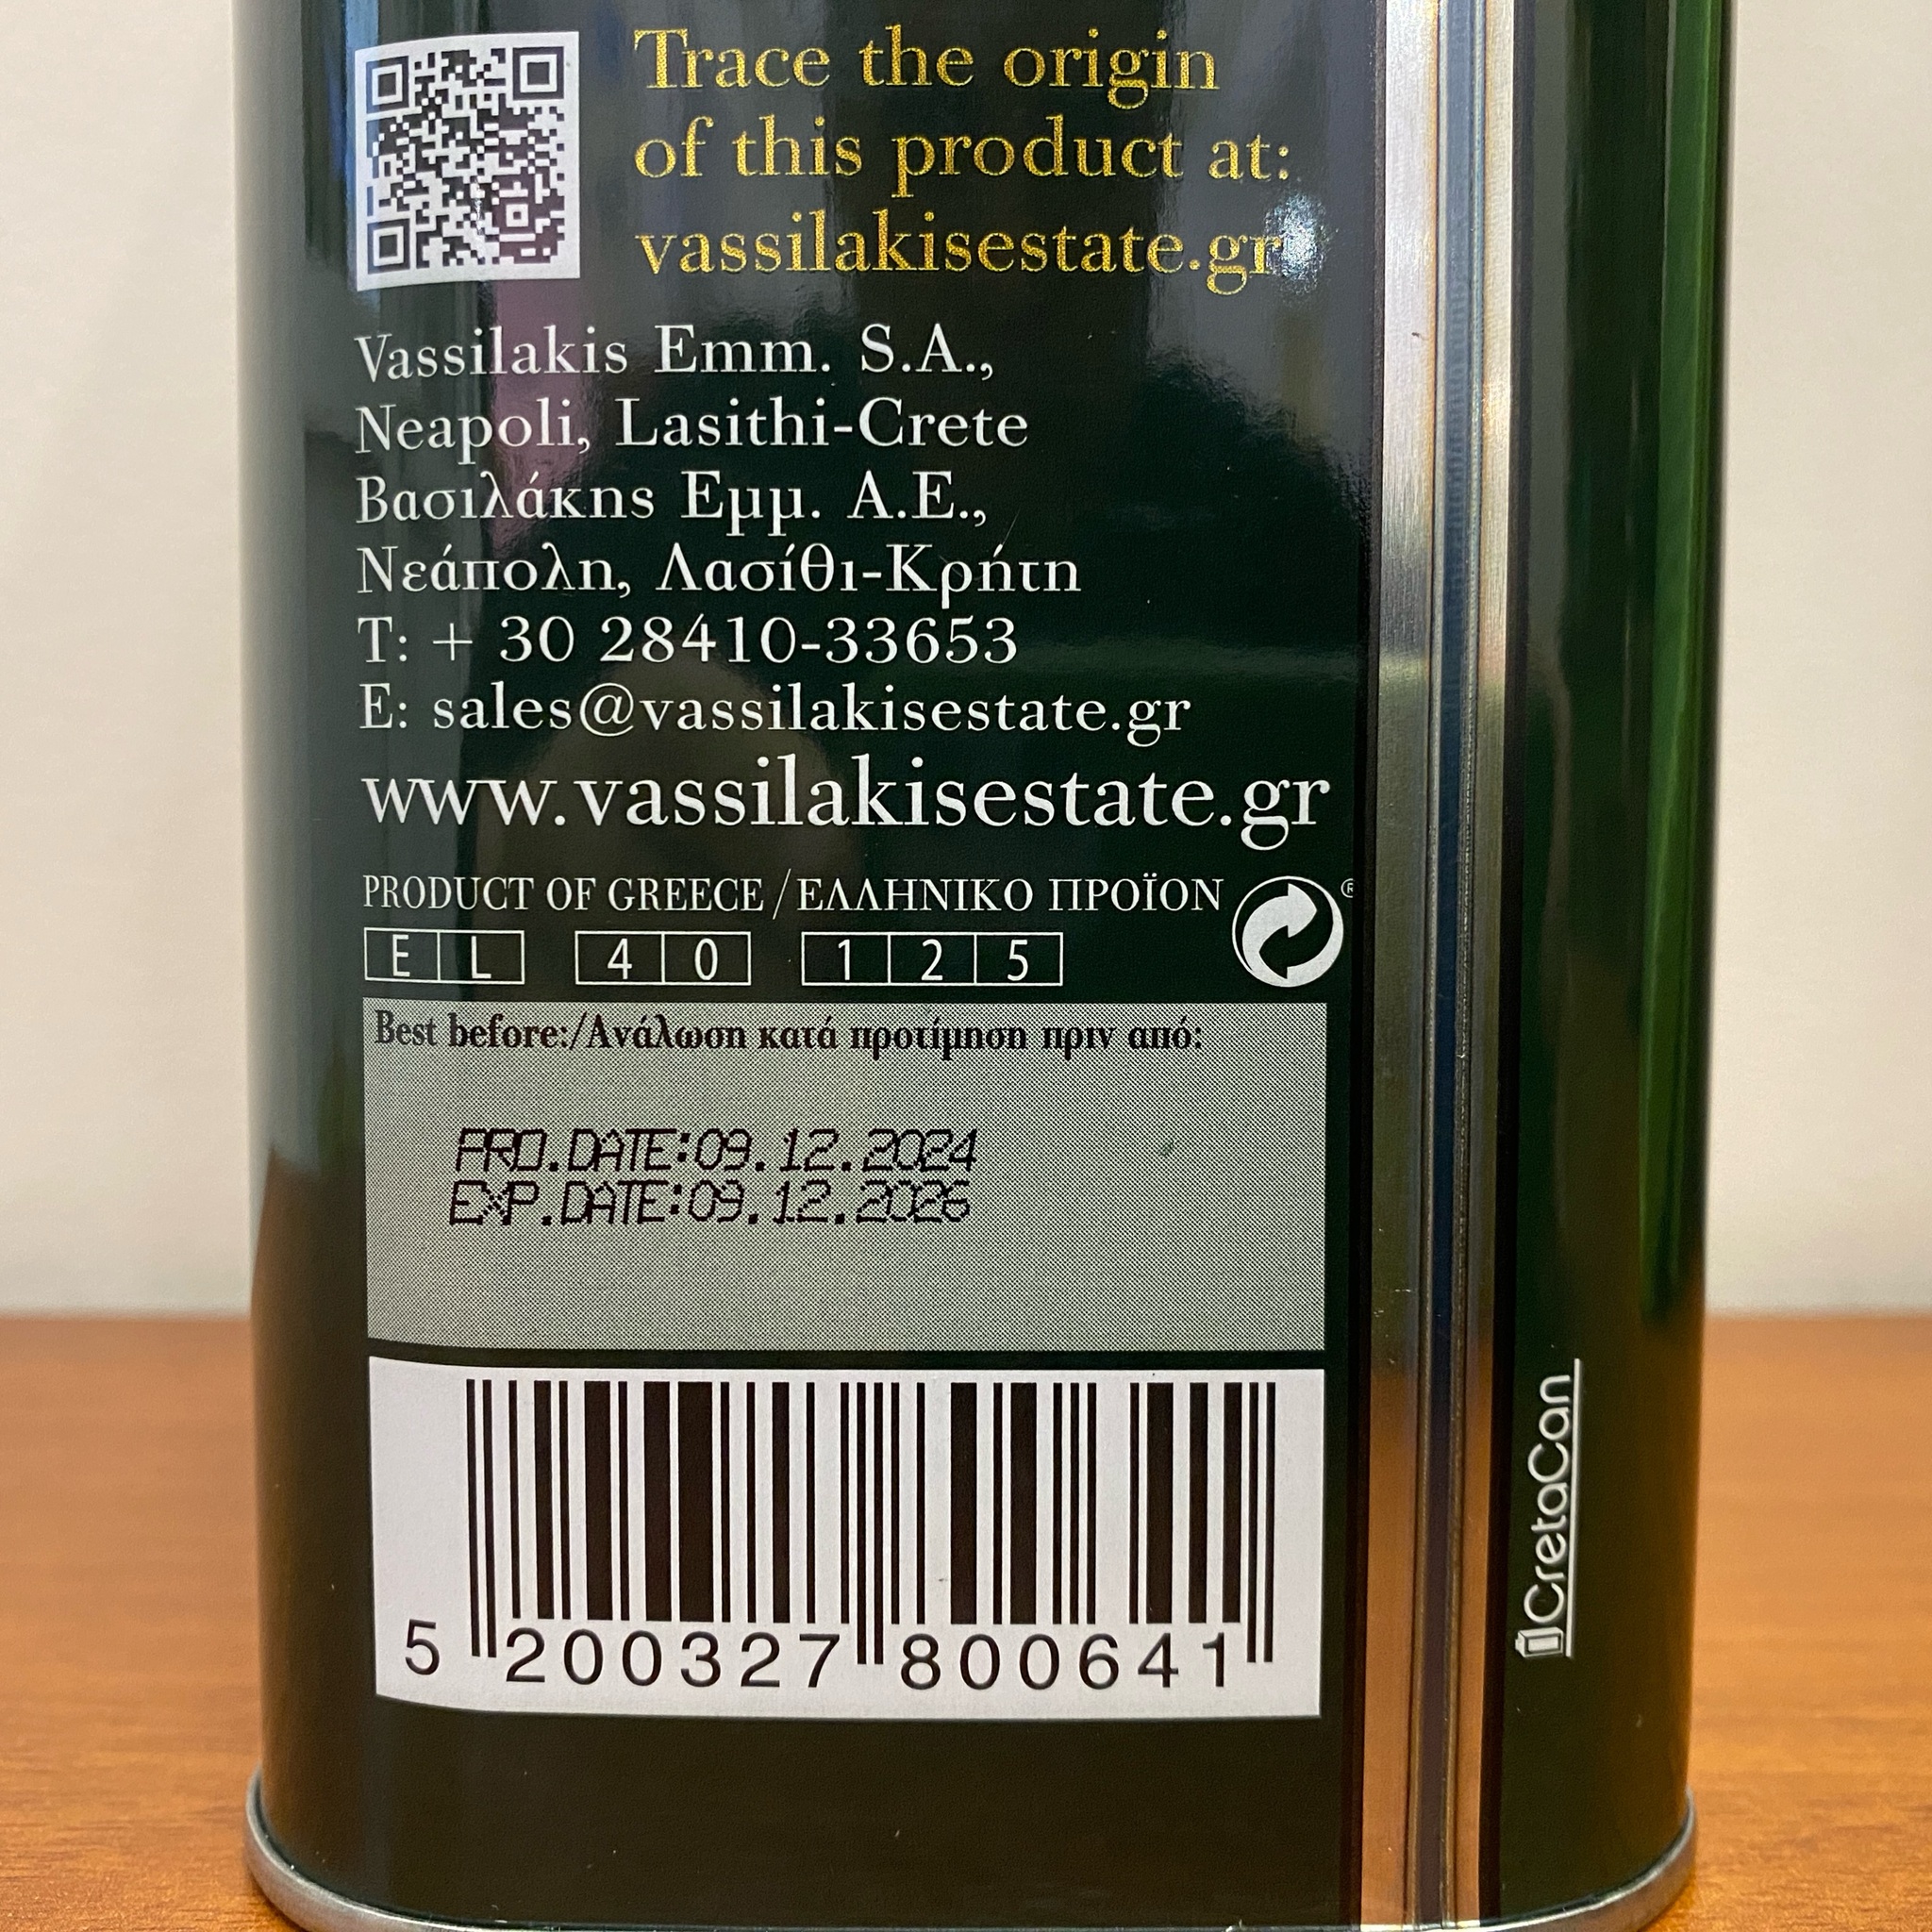 Trace the origin
of this product at:
vassilakisestate.gr
Vassilakis Emm. S.A.,
Neapoli, Lasithi-Crete
Βασιλάκης Εμμ. Α.Ε.,
Νεάπολη, Λασίθι-Κρήτη
T: + 30 28410-33653
E: sales@vassilakisestate.gr
www.vassilakisestate.gr
PRODUCT OF GREECE/ΕΛΛΗΝΙΚΟ ΠΡΟΪΟΝ
®
EL 40 125
Best before:/Ανάλωση κατά προτίμηση πριν από:
PRO.DATE:09.12.2024
EXP.DATE:09.12.2026
5 200327 800641
CretaCan